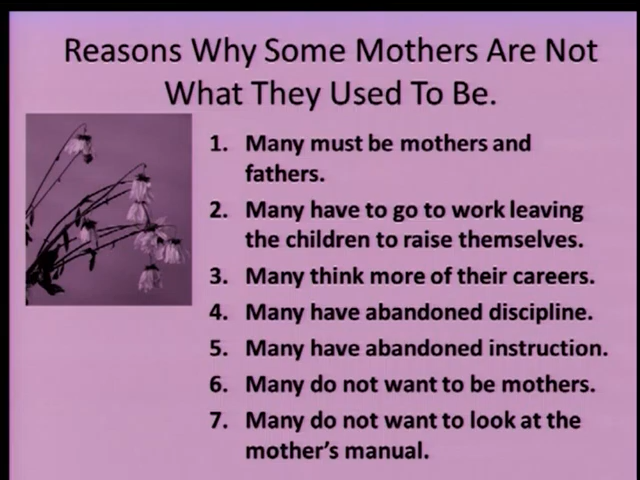 Reasons Why Some Mothers Are Not
What They Used To Be.
1. Many must be mothers and
fathers.
2. Many have to go to work leaving
the children to raise themselves.
3. Many think more of their careers.
4. Many have abandoned discipline.
5. Many have abandoned instruction.
6. Many do not want to be mothers.
7. Many do not want to look at the
mother's manual.